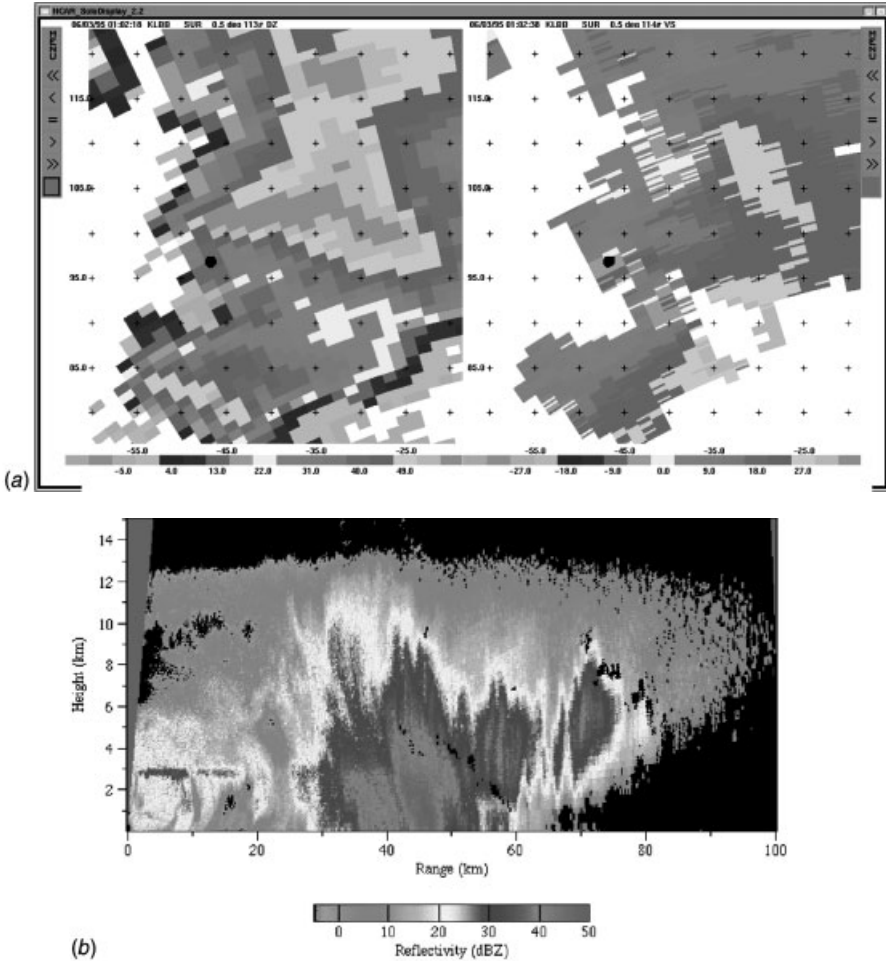 NCAR_SoloDisplay_2.2
06/03/95 01:02:18 KLBB SUR 0.5 deg 113# DZ
06/03/95 01:02:38 KLBB SUR 0.5 deg 114# VS
<<
<
=
>
>>
115.0
105.0
95.0
85.0
-55.0 -45.0 -35.0 -25.0
-5.0 4.0 13.0 22.0 31.0 40.0 49.0
<<
<
=
>
>>
115.0
105.0
95.0
85.0
-55.0 -45.0 -35.0 -25.0
-27.0 -18.0 -9.0 0.0 9.0 18.0 27.0
(a)
14
12
10
8
6
4
2
Height (km)
0 20 40 60 80 100
Range (km)
0 10 20 30 40 50
Reflectivity (dBZ)
(b)